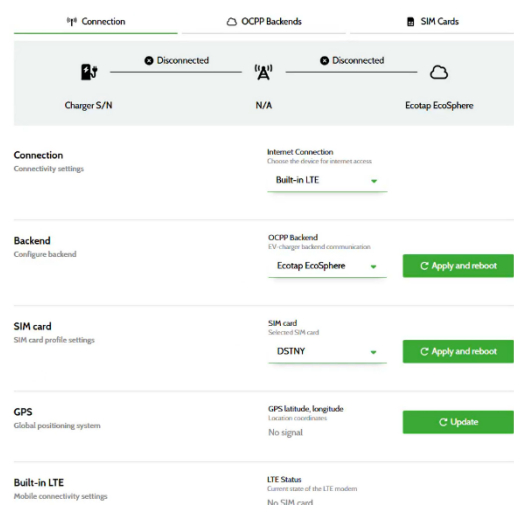 Connection
OCPP Backends
SIM Cards
Disconnected
Disconnected
Charger S/N
N/A
Ecotap EcoSphere
Connection
Connectivity settings
Internet Connection
Choose the device for internet access
Built-in LTE
Backend
Configure backend
OCPP Backend
EV-charger backend communication
Ecotap EcoSphere
Apply and reboot
SIM card
SIM card profile settings
SIM card
Selected SIM card
DSTNY
Apply and reboot
GPS
Global positioning system
GPS latitude, longitude
Location coordinates
No signal
Update
Built-in LTE
Mobile connectivity settings
LTE Status
Current state of the LTE modem
No SIM card